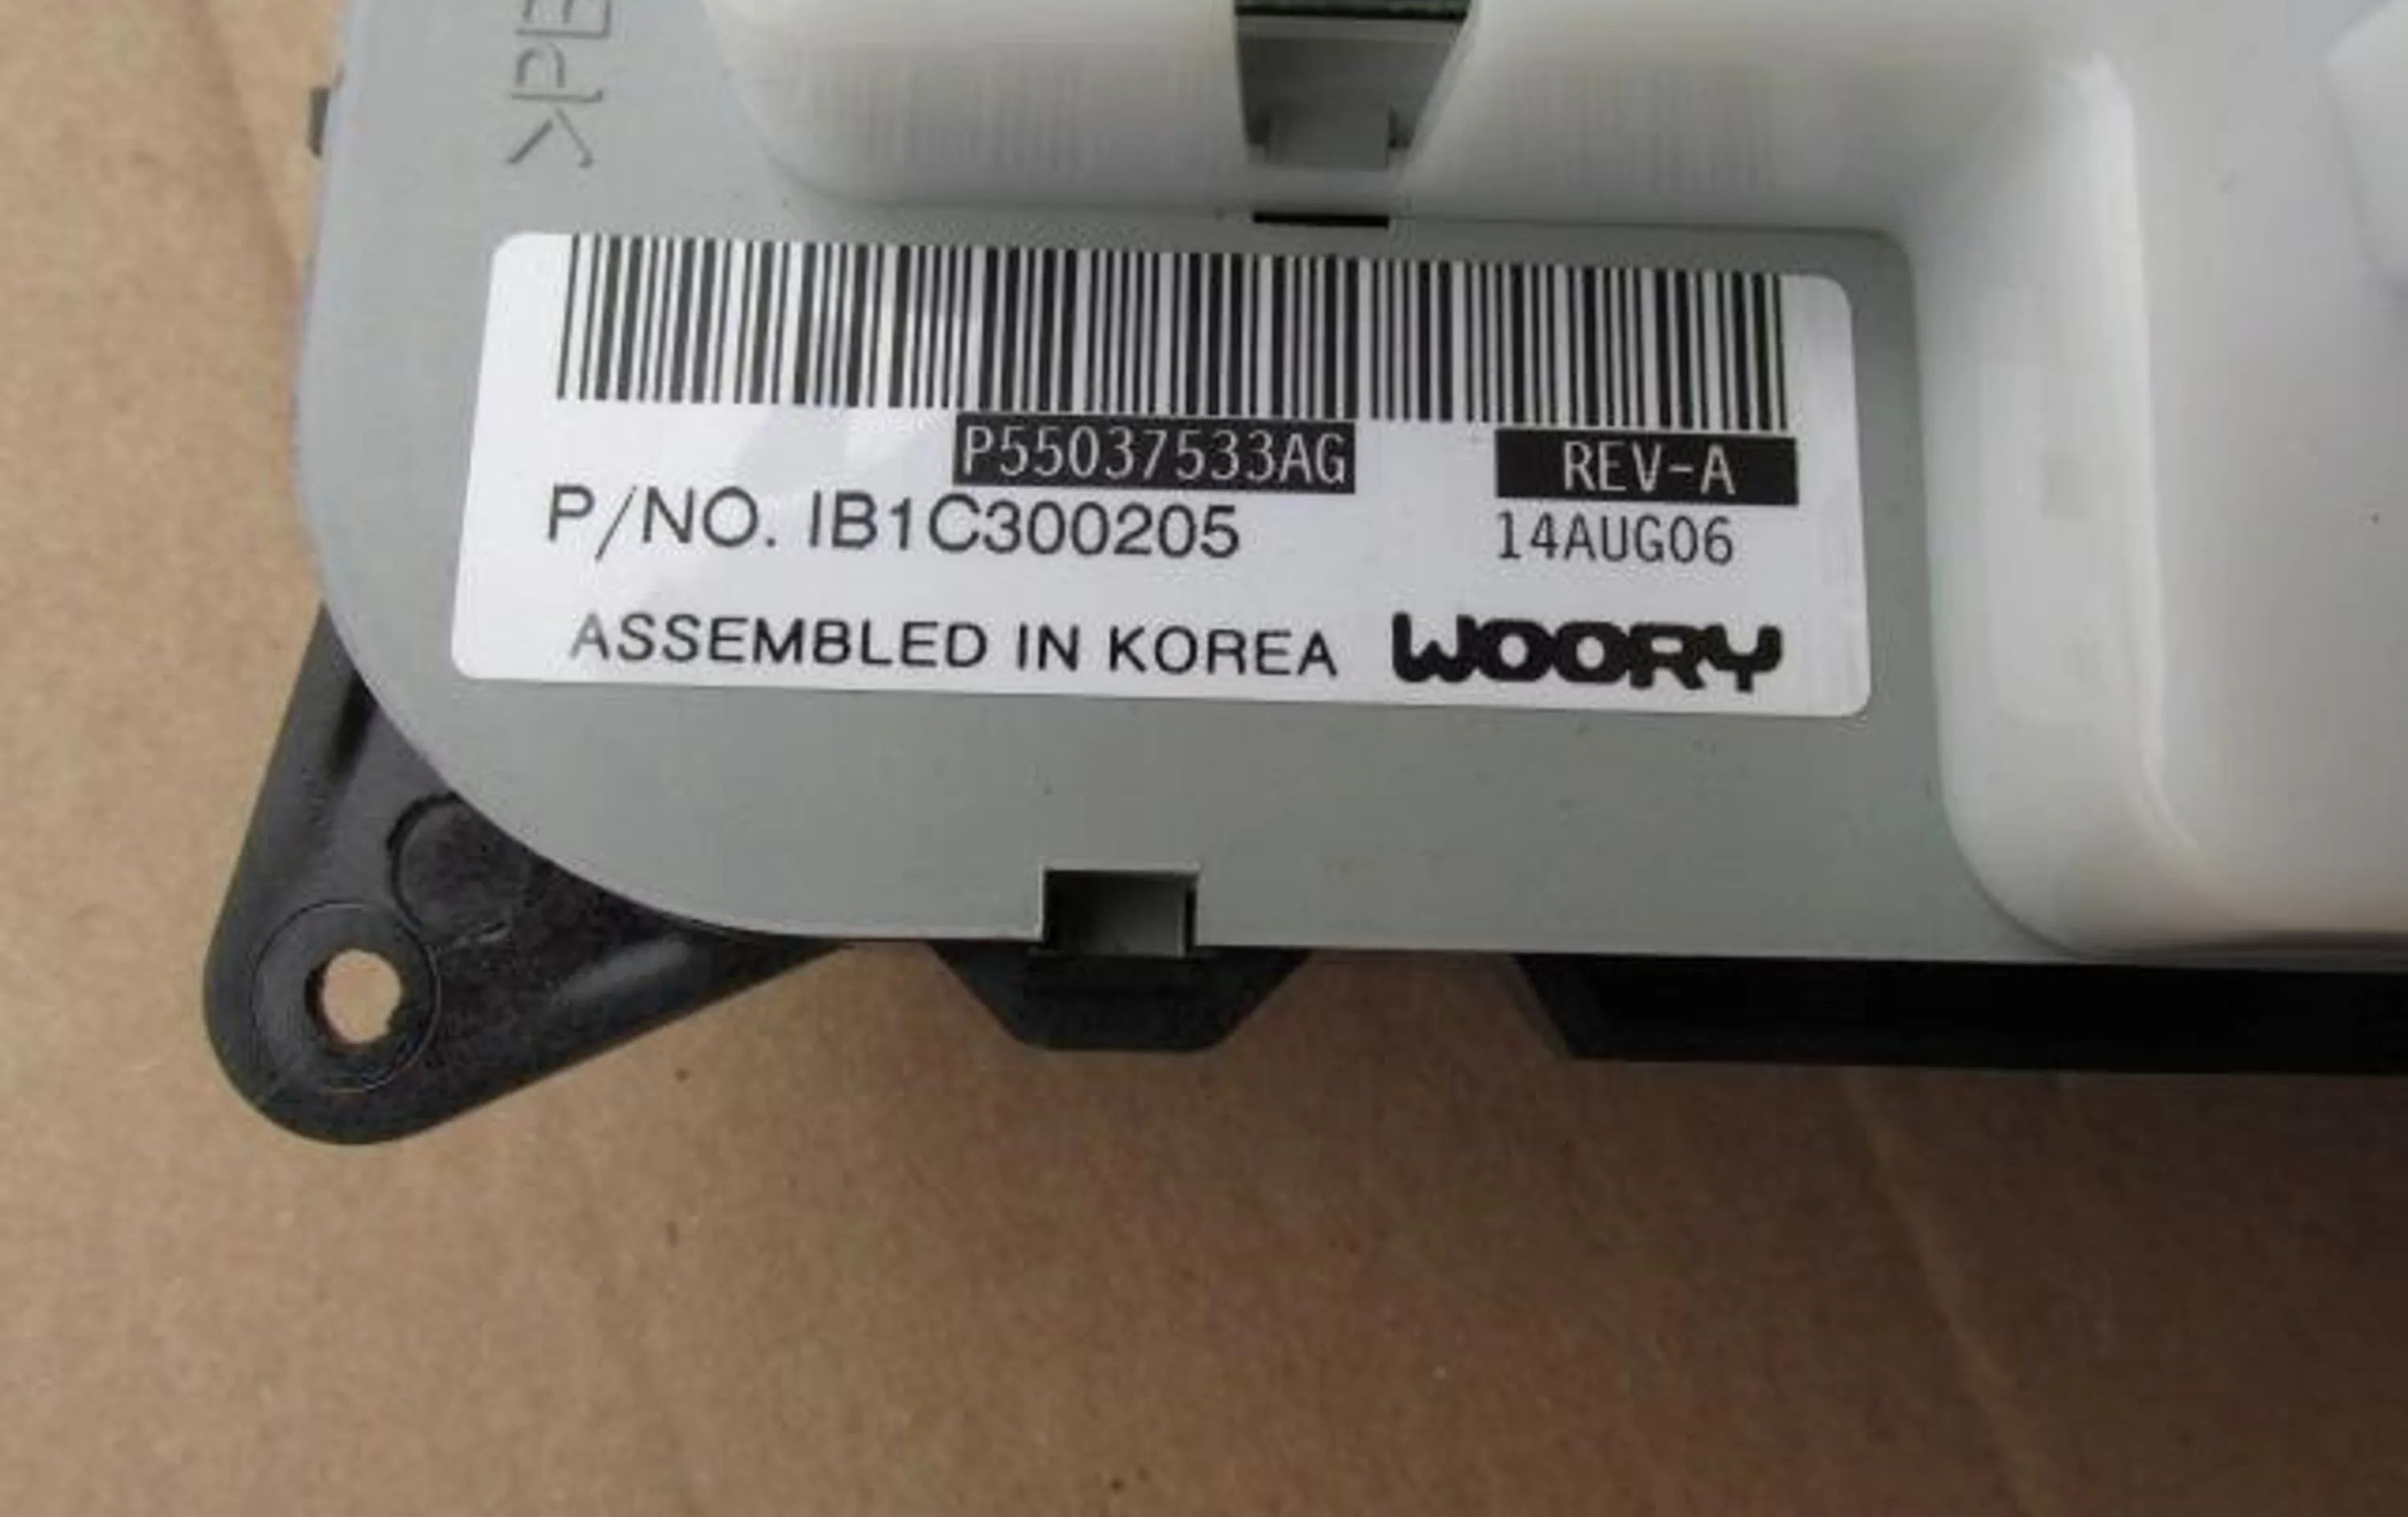 P55037533AG REV-A
P/NO. IB1C300205 14AUG06
ASSEMBLED IN KOREA WOORY